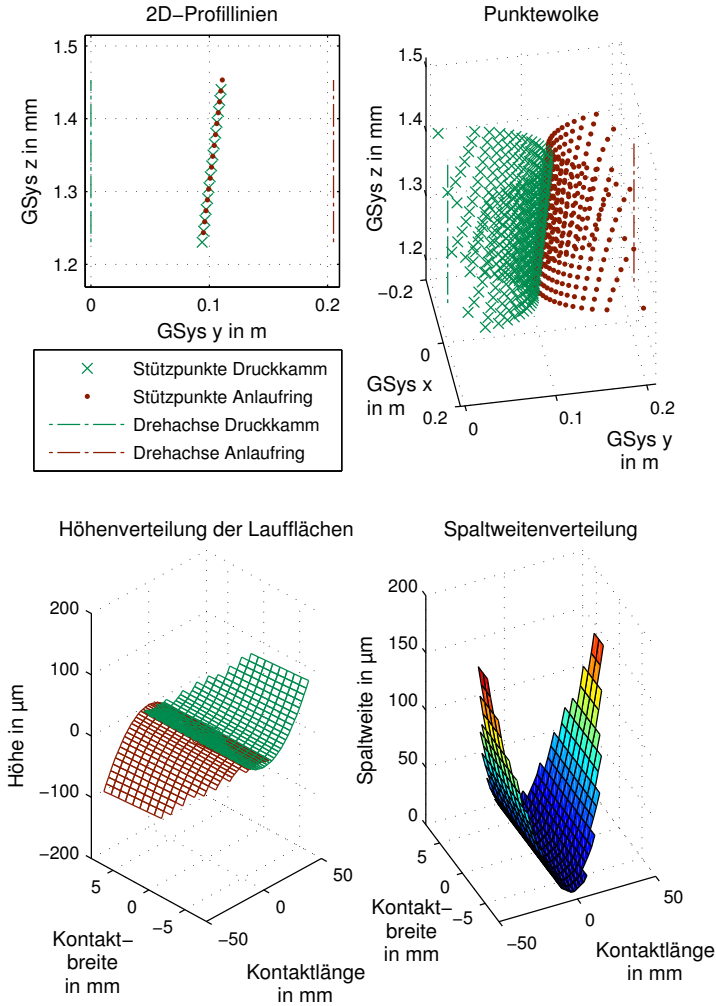 2D−Profillinien
1.5
1.4
1.3
1.2
GSys z in mm
0
0.1
0.2
GSys y in m
Punktewolke
1.5
1.4
1.3
1.2
GSys z in mm
−0.2
0
0.2
GSys x
in m
0
0.1
0.2
GSys y
in m
Stützpunkte Druckkamm
Stützpunkte Anlaufring
Drehachse Druckkamm
Drehachse Anlaufring
Höhenverteilung der Laufflächen
200
100
0
−100
−200
Höhe in µm
5
0
−5
Kontakt−
breite
in mm
−50
0
50
Kontaktlänge
in mm
Spaltweitenverteilung
200
150
100
50
0
Spaltweite in µm
5
0
−5
Kontakt−
breite
in mm
−50
0
50
Kontaktlänge
in mm